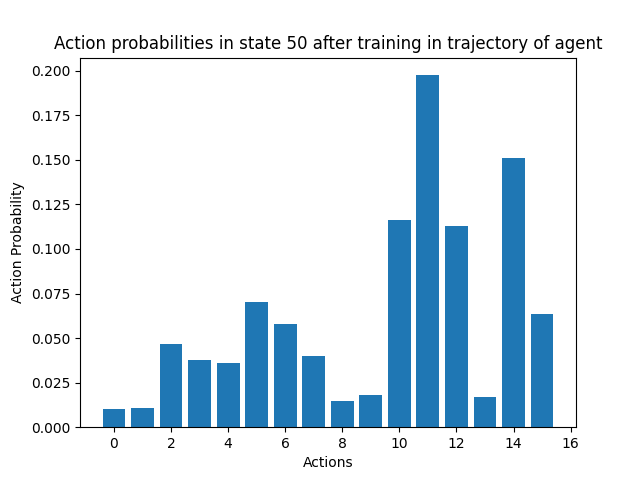 Action probabilities in state 50 after training in trajectory of agent
0.200
0.175
0.150
0.125
0.100
0.075
0.050
0.025
0.000
Action Probability
0 2 4 6 8 10 12 14 16
Actions